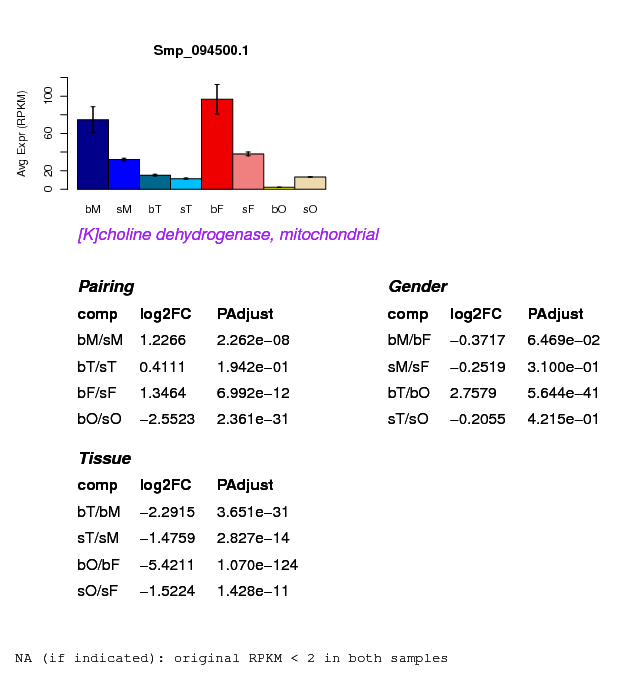 Smp_094500.1
Avg Expr (RPKM)
0 20 60 100
bM sM bT sT bF sF bO sO
[K]choline dehydrogenase, mitochondrial
Pairing
comp log2FC PAdjust
bM/sM 1.2266 2.262e−08
bT/sT 0.4111 1.942e−01
bF/sF 1.3464 6.992e−12
bO/sO −2.5523 2.361e−31
Gender
comp log2FC PAdjust
bM/bF −0.3717 6.469e−02
sM/sF −0.2519 3.100e−01
bT/bO 2.7579 5.644e−41
sT/sO −0.2055 4.215e−01
Tissue
comp log2FC PAdjust
bT/bM −2.2915 3.651e−31
sT/sM −1.4759 2.827e−14
bO/bF −5.4211 1.070e−124
sO/sF −1.5224 1.428e−11
NA (if indicated): original RPKM < 2 in both samples